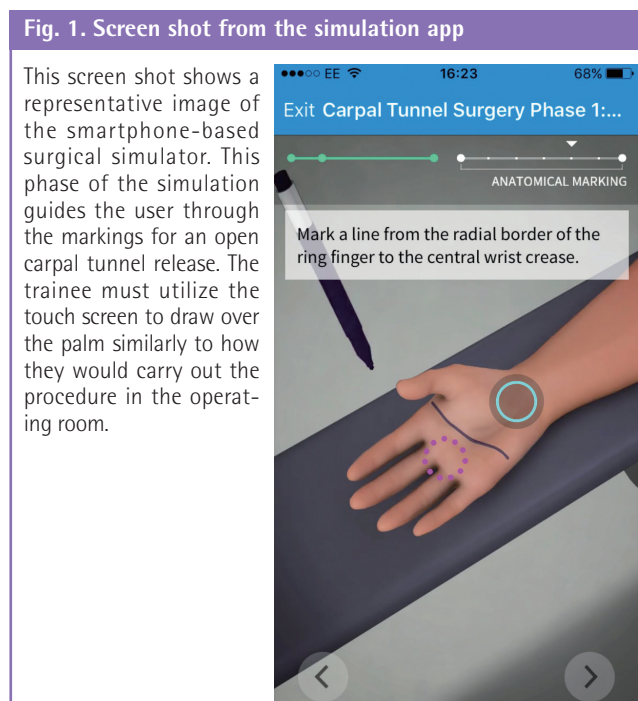 Fig. 1. Screen shot from the simulation app
This screen shot shows a
representative image of
the smartphone-based
surgical simulator. This
phase of the simulation
guides the user through
the markings for an open
carpal tunnel release. The
trainee must utilize the
touch screen to draw over
the palm similarly to how
they would carry out the
procedure in the operat-
ing room.
EE 16:23 68%
Exit Carpal Tunnel Surgery Phase 1:...
ANATOMICAL MARKING
Mark a line from the radial border of the
ring finger to the central wrist crease.